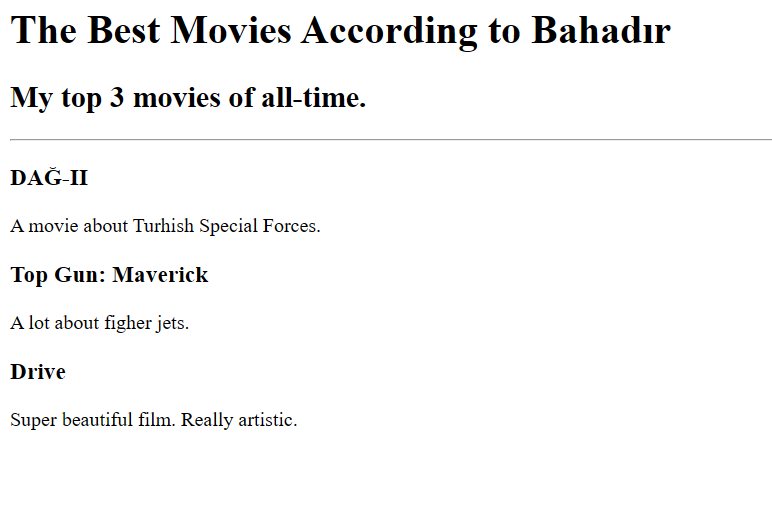 The Best Movies According to Bahadır
My top 3 movies of all-time.
DAĞ-II
A movie about Turhish Special Forces.
Top Gun: Maverick
A lot about figher jets.
Drive
Super beautiful film. Really artistic.